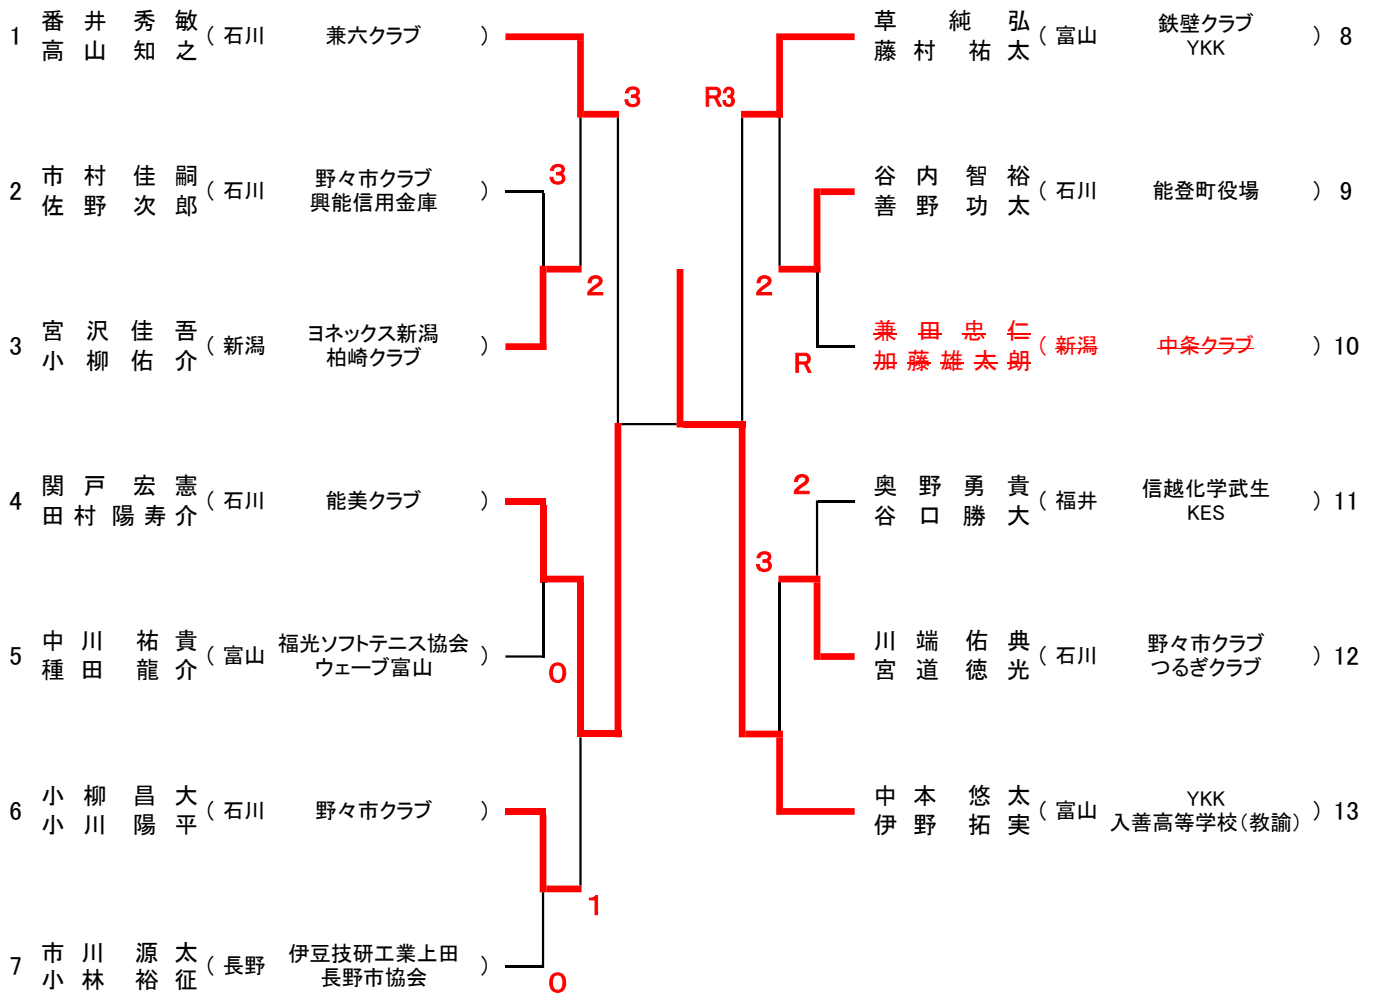 1 番井秀敏 高山知之 (石川 兼六クラブ)
3
2 市村佳嗣 佐野次郎 (石川 野々市クラブ 興能信用金庫)
3
2
3 宮沢佳吾 小柳佑介 (新潟 ヨネックス新潟 柏崎クラブ)
4 関戸宏憲 田村陽寿介 (石川 能美クラブ)
5 中川祐貴 種田龍介 (富山 福光ソフトテニス協会 ウェーブ富山)
0
6 小柳昌大 小川陽平 (石川 野々市クラブ)
1
7 市川源太 小林裕征 (長野 伊豆技研工業上田 長野市協会)
0
草純弘 藤村祐太 (富山 鉄壁クラブ YKK) 8
R3
谷内智裕 善野功太 (石川 能登町役場) 9
2
兼田忠仁 加藤雄太朗 (新潟 中条クラブ) 10
R
奥野勇貴 谷口勝大 (福井 信越化学武生 KES) 11
2
3
川端佑典 宮道徳光 (石川 野々市クラブ つるぎクラブ) 12
中本悠太 伊野拓実 (富山 YKK 入善高等学校(教諭)) 13